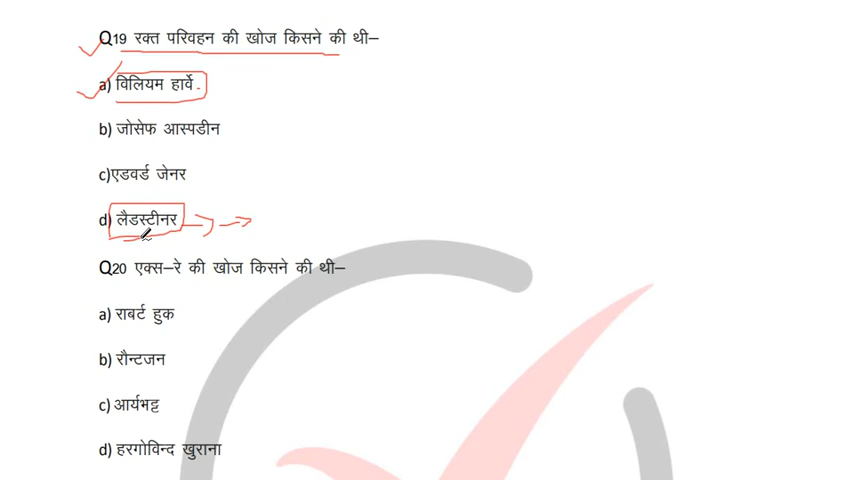 Q19 रक्त परिवहन की खोज किसने की थी–
a) विलियम हार्वे.
b) जोसेफ आस्पडीन
c)एडवर्ड जेनर
d) लैडस्टीनर
Q20 एक्स–रे की खोज किसने की थी–
a) राबर्ट हुक
b) रौन्टजन
c) आर्यभट्ट
d) हरगोविन्द खुराना